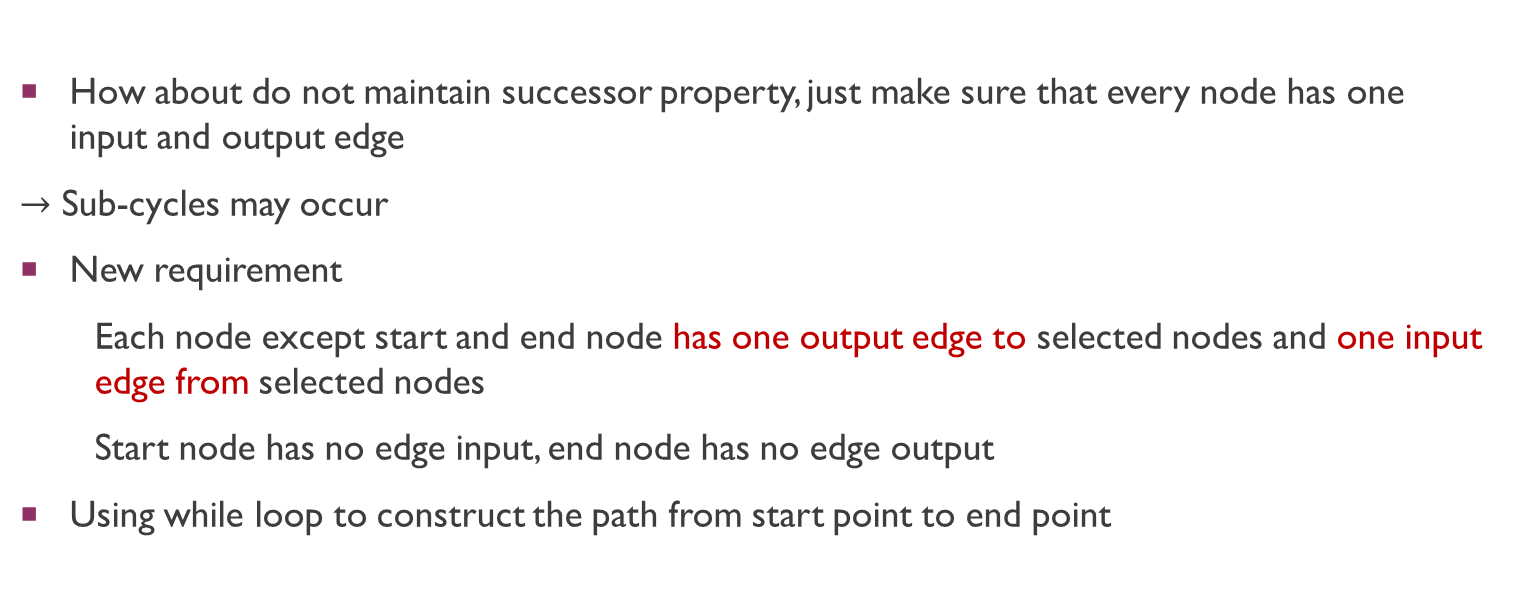 ▪ How about do not maintain successor property, just make sure that every node has one
input and output edge
→ Sub-cycles may occur
▪ New requirement
Each node except start and end node has one output edge to selected nodes and one input
edge from selected nodes
Start node has no edge input, end node has no edge output
▪ Using while loop to construct the path from start point to end point